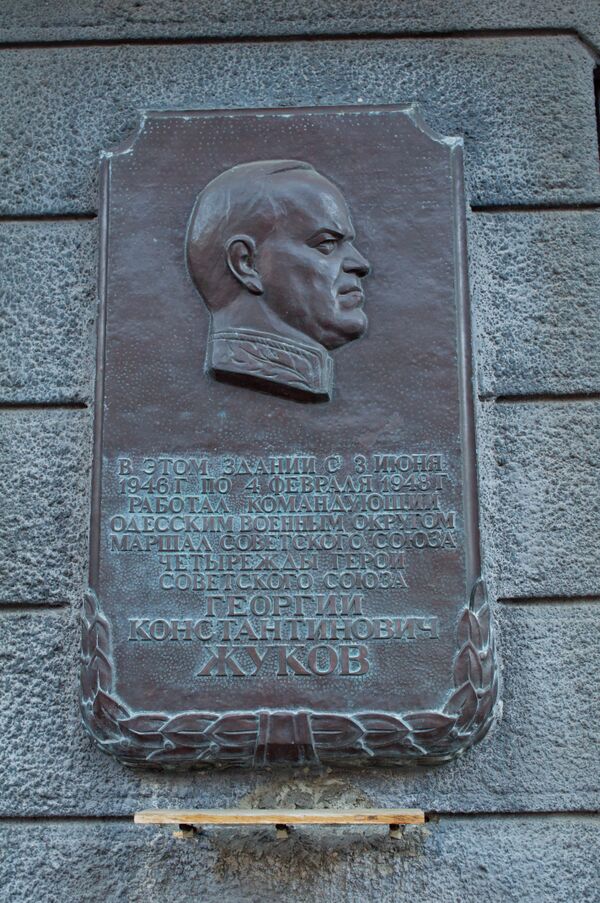 В ЭТОМ ЗДАНИИ С 3 ИЮНЯ
1946 Г ПО 4 ФЕВРАЛЯ 1948 Г
РАБОТАЛ КОМАНДУЮЩИЙ
ОДЕССКИМ ВОЕННЫМ ОКРУГОМ
МАРШАЛ СОВЕТСКОГО СОЮЗА
ЧЕТЫРЕЖДЫ ГЕРОЙ
СОВЕТСКОГО СОЮЗА
ГЕОРГИЙ
КОНСТАНТИНОВИЧ
ЖУКОВ